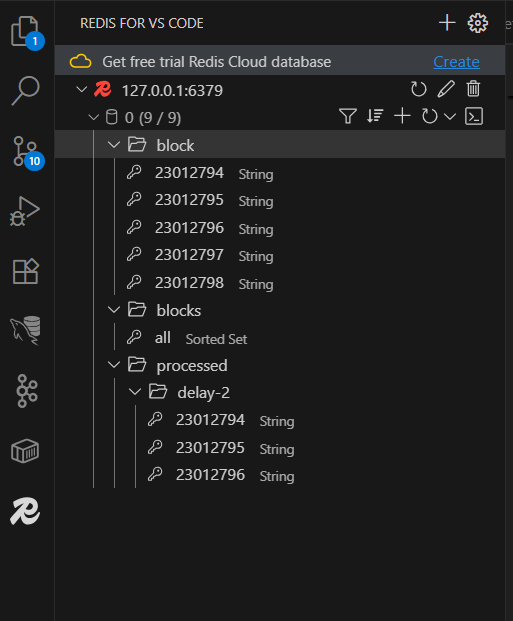 REDIS FOR VS CODE
1
Get free trial Redis Cloud database Create
127.0.0.1:6379
0 (9 / 9)
block
10
23012794 String
23012795 String
23012796 String
23012797 String
23012798 String
blocks
all Sorted Set
processed
delay-2
23012794 String
23012795 String
23012796 String